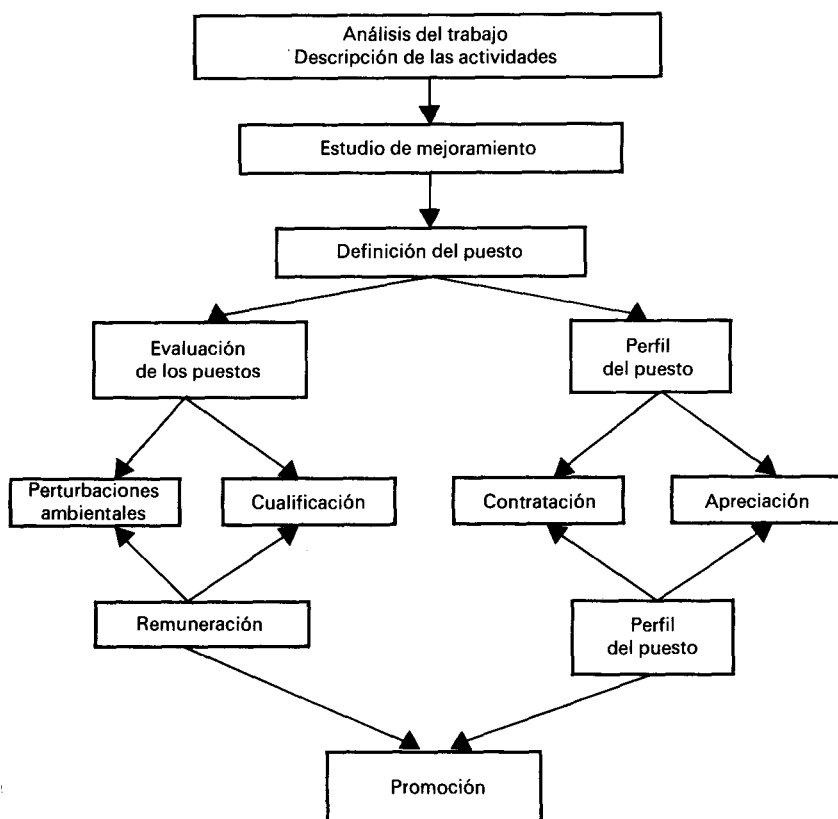 Análisis del trabajo
Descripción de las actividades
Estudio de mejoramiento
Definición del puesto
Evaluación
de los puestos
Perfil
del puesto
Perturbaciones
ambientales
Cualificación
Contratación
Apreciación
Remuneración
Perfil
del puesto
Promoción